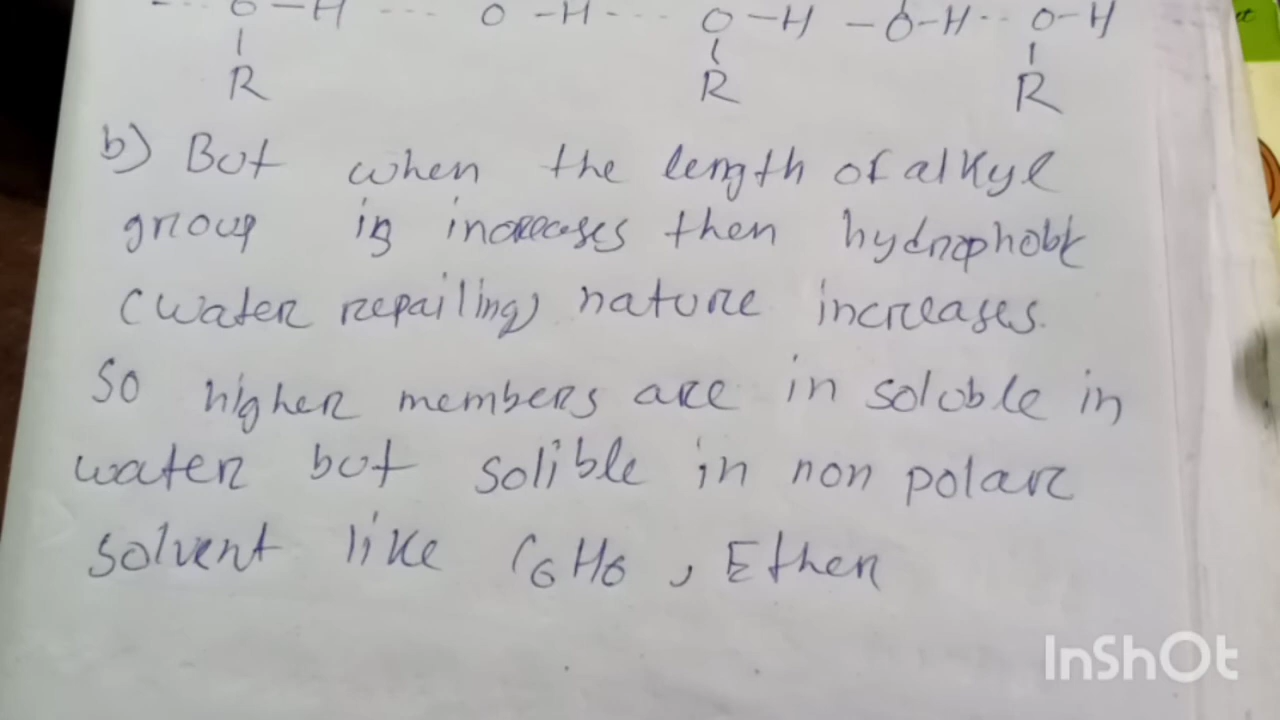 O-H ---- O-H--- O-H -O-H-- O-H
R R R
b) But when the length of alkyl
group is increases then hydrophobic
(water repailing) nature increases.
So higher members are in soluble in
water but solible in non polar
solvent like C6H6, Ether
InShOt